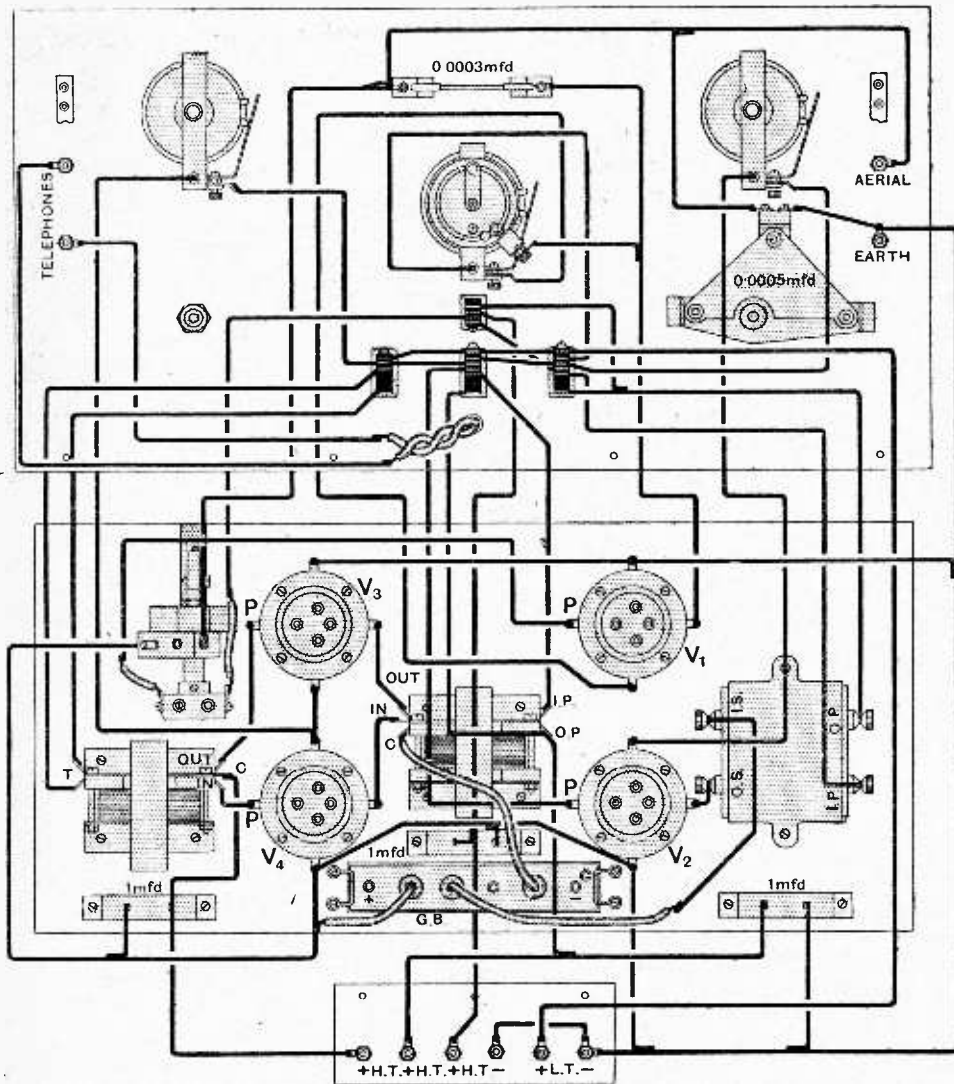 0·0003mfd
TELEPHONES
AERIAL
EARTH
0·0005mfd
P
V3
P
V1
OUT
I.P
I.S.
O.P.
IN
O.P
C
T
OUT
C
IN
P
P
O.S.
I.P.
V4
V2
1mfd
1mfd
1mfd
+
-
G.B
+H.T.+H.T.+H.T-
+L.T.-